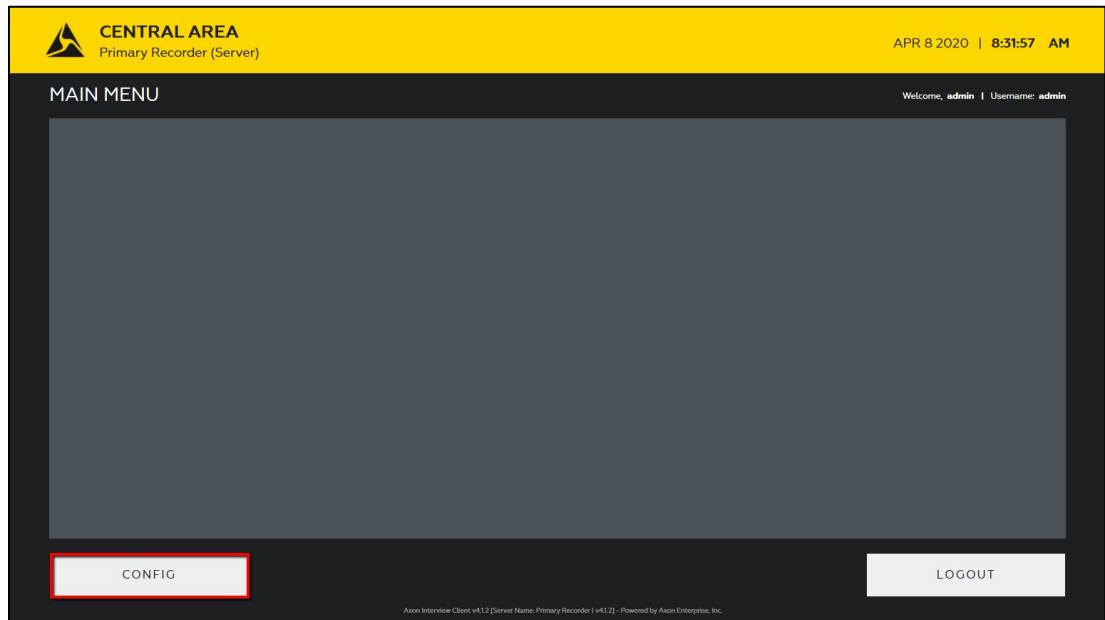 CENTRAL AREA
Primary Recorder (Server)
APR 8 2020 | 8:31:57 AM
MAIN MENU
Welcome, admin | Username: admin
CONFIG
LOGOUT
Axon Interview Client v4.1.2 [Server Name: Primary Recorder | v4.1.2] - Powered by Axon Enterprise, Inc.